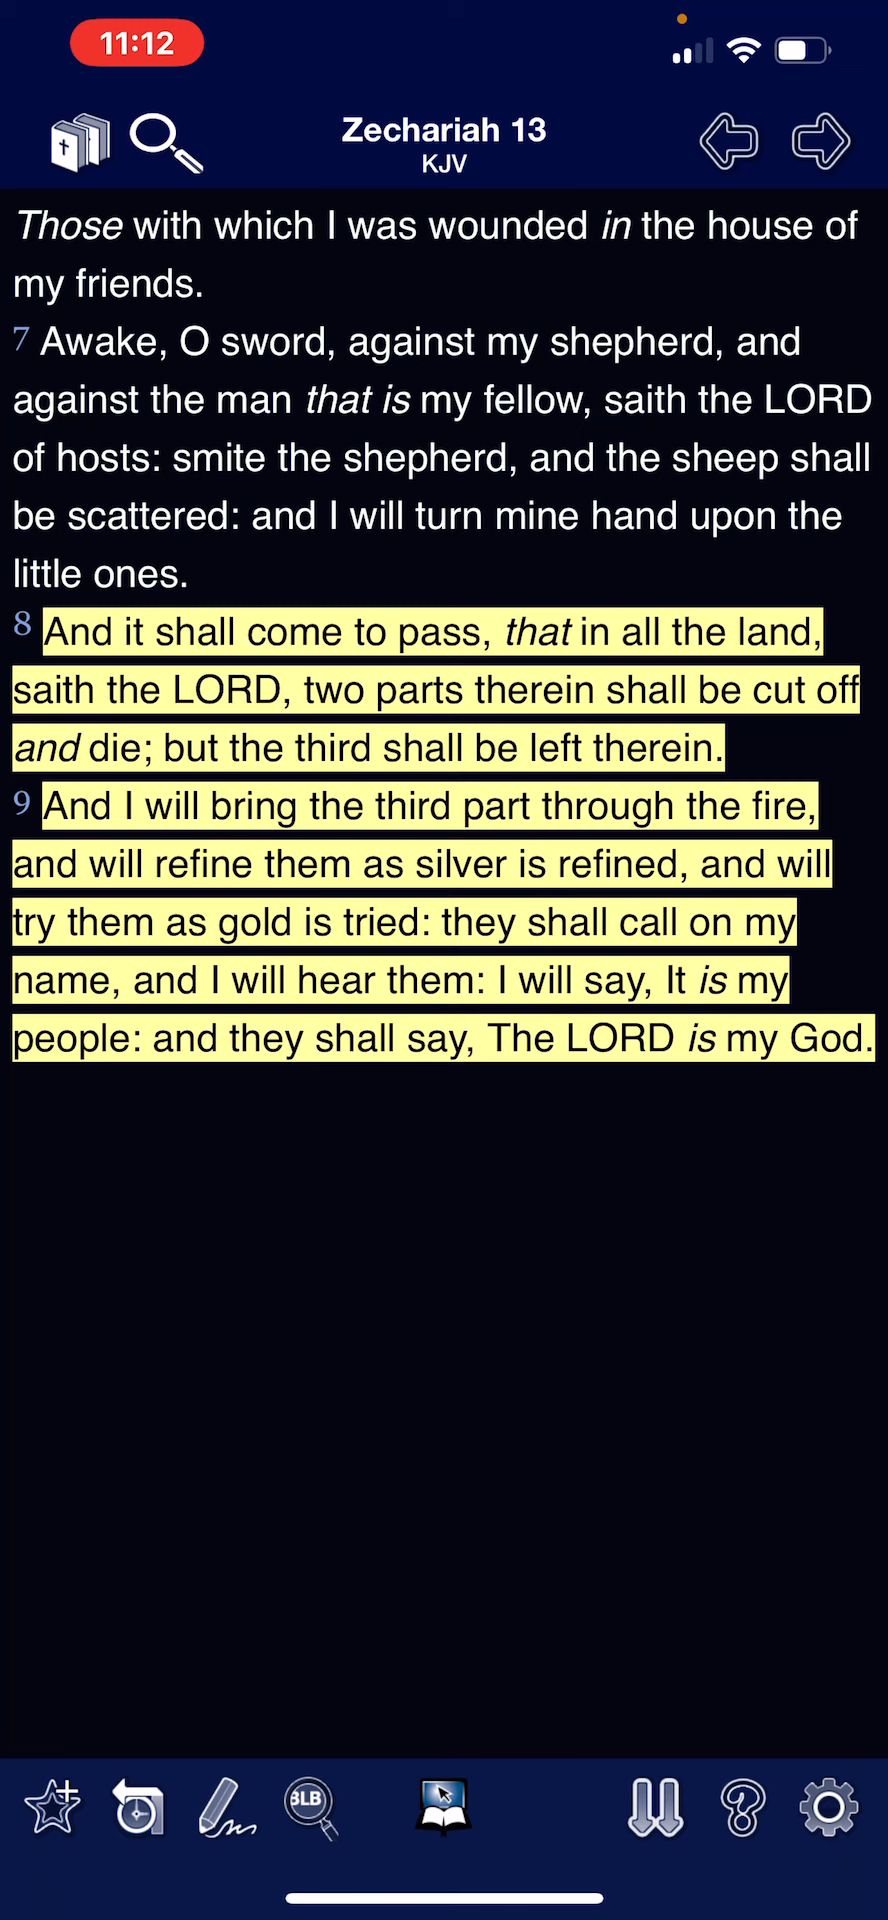 11:12
Zechariah 13
KJV
Those with which I was wounded in the house of
my friends.
7 Awake, O sword, against my shepherd, and
against the man that is my fellow, saith the LORD
of hosts: smite the shepherd, and the sheep shall
be scattered: and I will turn mine hand upon the
little ones.
8 And it shall come to pass, that in all the land,
saith the LORD, two parts therein shall be cut off
and die; but the third shall be left therein.
9 And I will bring the third part through the fire,
and will refine them as silver is refined, and will
try them as gold is tried: they shall call on my
name, and I will hear them: I will say, It is my
people: and they shall say, The LORD is my God.
BLB